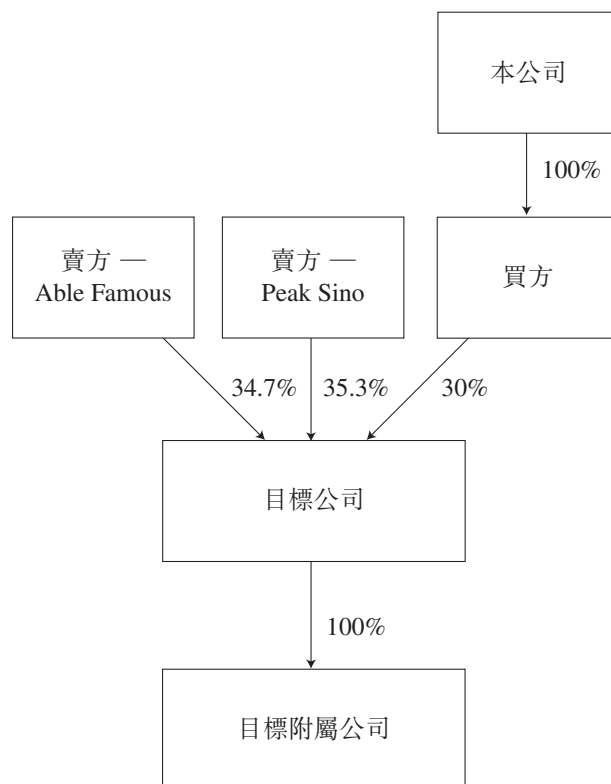 本公司
100%
賣方 —
Able Famous
賣方 —
Peak Sino
買方
34.7%
35.3%
30%
目標公司
100%
目標附屬公司